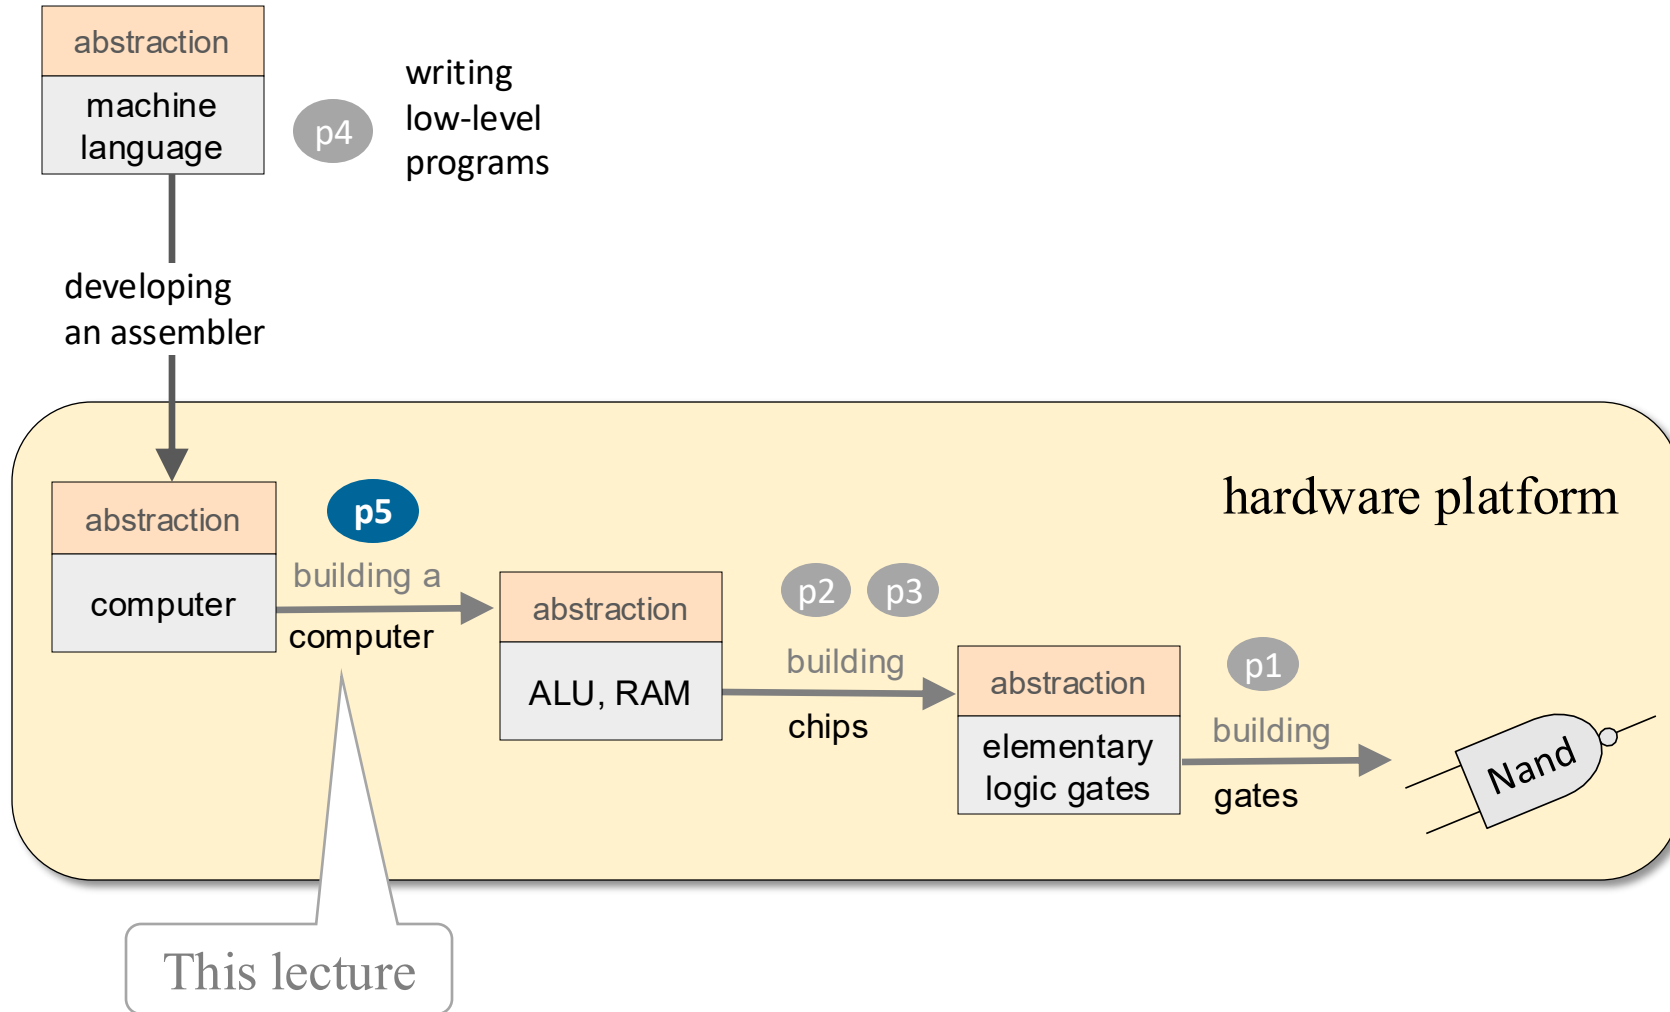 abstraction
machine
language
p4
writing
low-level
programs
developing
an assembler
hardware platform
abstraction
computer
p5
building a
computer
abstraction
ALU, RAM
p2
p3
building
chips
abstraction
elementary
logic gates
p1
building
gates
Nand
This lecture